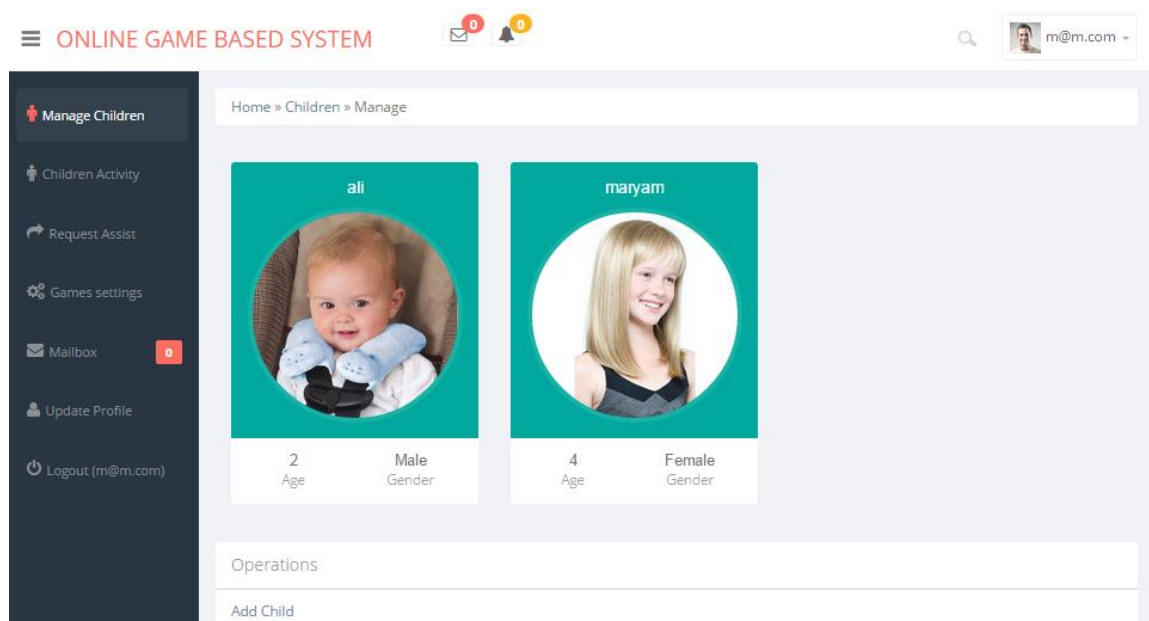 ONLINE GAME BASED SYSTEM
0
0
m@m.com
Manage Children
Children Activity
Request Assist
Games settings
Mailbox 0
Update Profile
Logout (m@m.com)
Home » Children » Manage
ali
2 Male
Age Gender
maryam
4 Female
Age Gender
Operations
Add Child